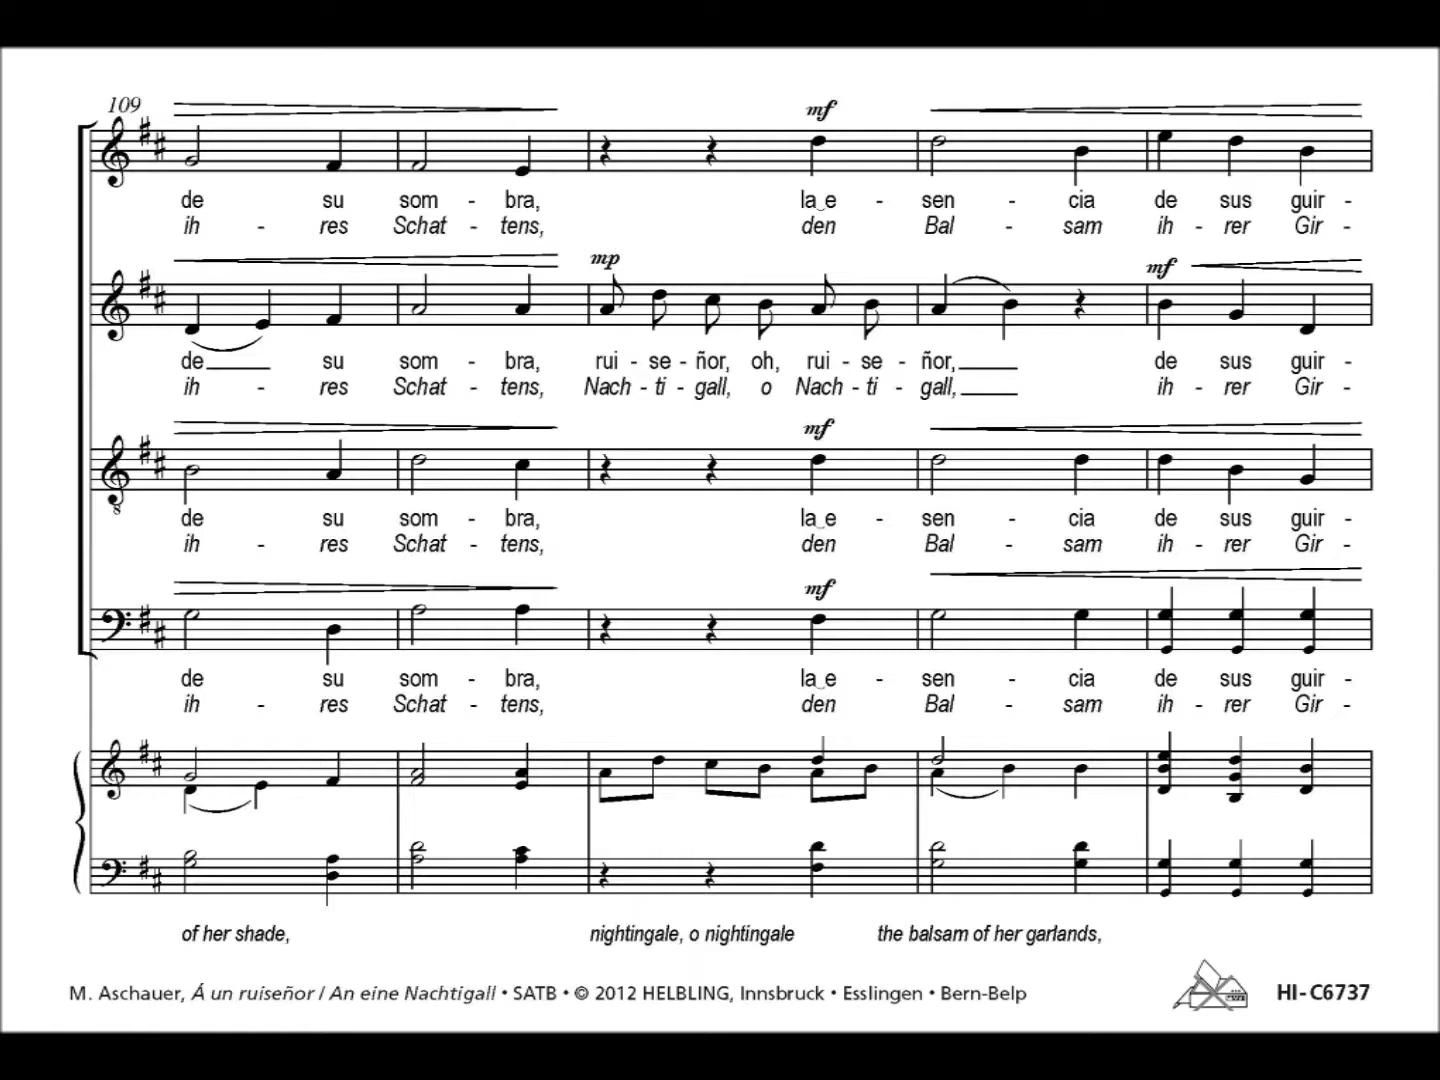 109
mf
de su som - bra, la‿e - sen - cia de sus guir -
ih - res Schat - tens, den Bal - sam ih - rer Gir -
mp mf
de su som - bra, rui - se - ñor, oh, rui - se - ñor, de sus guir -
ih - res Schat - tens, Nach - ti - gall, o Nach - ti - gall, ih - rer Gir -
mf
de su som - bra, la‿e - sen - cia de sus guir -
ih - res Schat - tens, den Bal - sam ih - rer Gir -
mf
de su som - bra, la‿e - sen - cia de sus guir -
ih - res Schat - tens, den Bal - sam ih - rer Gir -
of her shade, nightingale, o nightingale the balsam of her garlands,
M. Aschauer, Á un ruiseñor / An eine Nachtigall • SATB • © 2012 HELBLING, Innsbruck • Esslingen • Bern-Belp HI-C6737